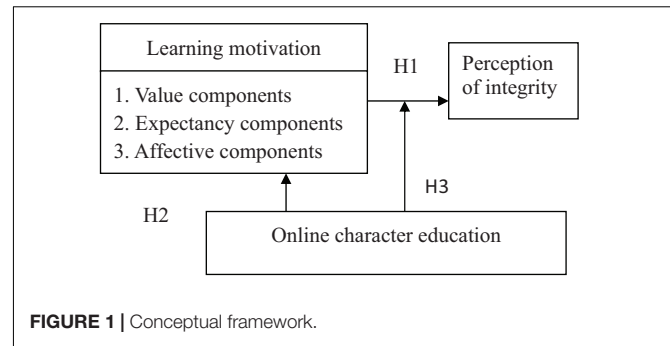 Learning motivation
1. Value components
2. Expectancy components
3. Affective components
H1
Perception
of integrity
H2
H3
Online character education
FIGURE 1 | Conceptual framework.